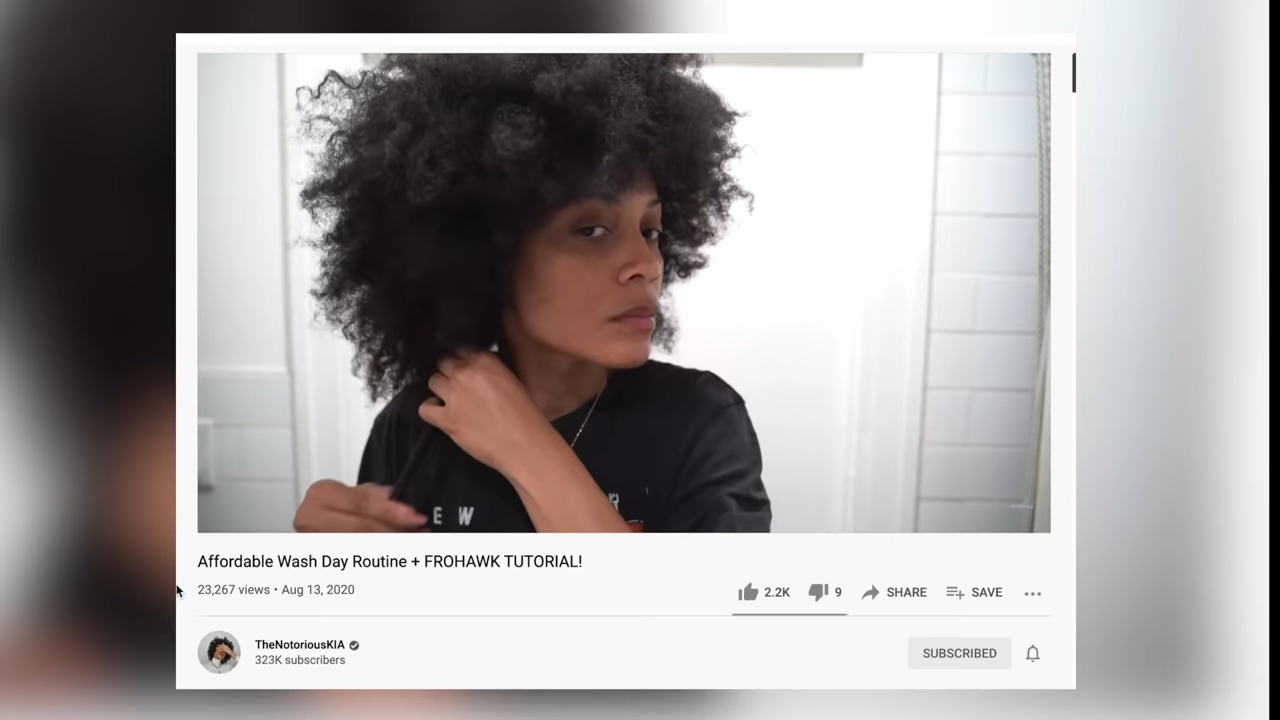 EW
Affordable Wash Day Routine + FROHAWK TUTORIAL!
23,267 views • Aug 13, 2020
2.2K 9 SHARE SAVE
TheNotoriousKIA
323K subscribers
SUBSCRIBED